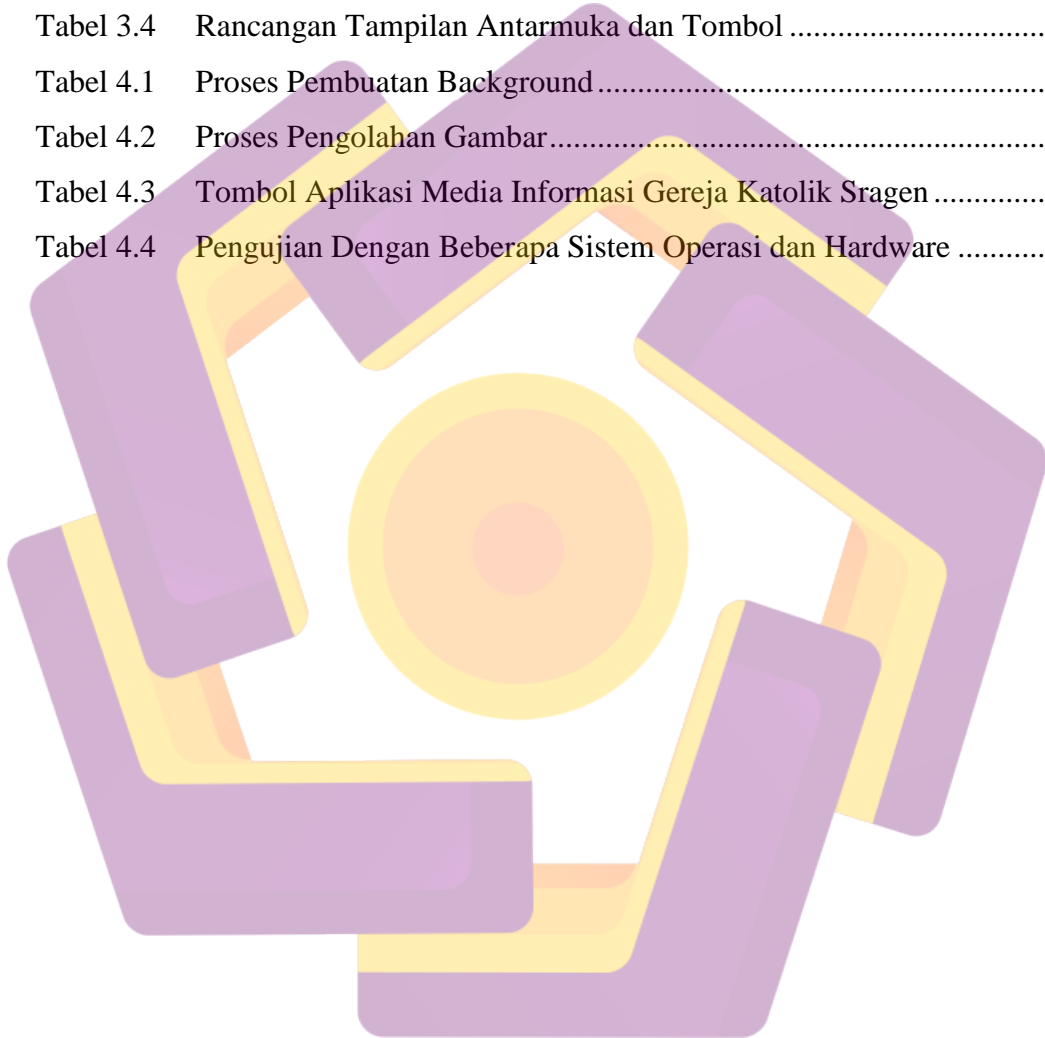 Tabel 3.4 Rancangan Tampilan Antarmuka dan Tombol ................................
Tabel 4.1 Proses Pembuatan Background ........................................................
Tabel 4.2 Proses Pengolahan Gambar ..............................................................
Tabel 4.3 Tombol Aplikasi Media Informasi Gereja Katolik Sragen ..............
Tabel 4.4 Pengujian Dengan Beberapa Sistem Operasi dan Hardware ...........